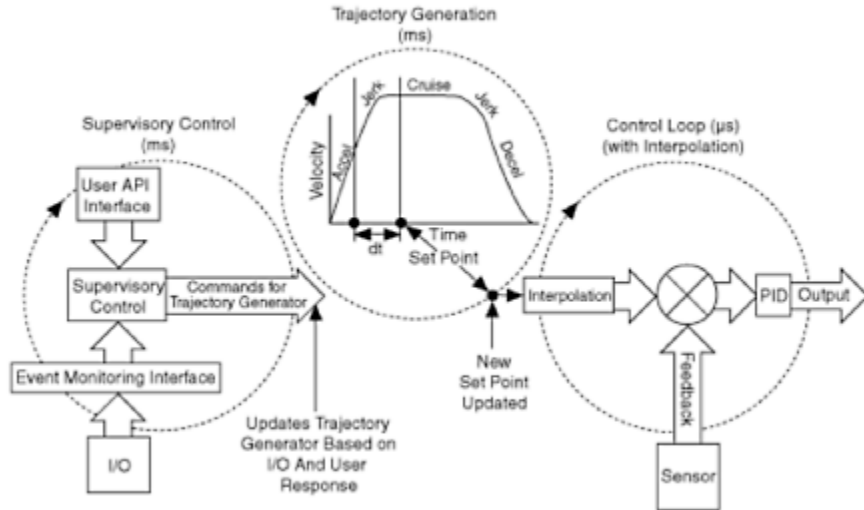 Trajectory Generation
(ms)
Jerk
Cruise
Jerk
Accel
Decel
Velocity
Time
dt
Set Point
Supervisory Control
(ms)
User API
Interface
Supervisory
Control
Commands for
Trajectory Generator
Event Monitoring Interface
I/O
Updates Trajectory
Generator Based on
I/O And User
Response
New
Set Point
Updated
Control Loop (µs)
(with Interpolation)
Interpolation
PID
Output
Feedback
Sensor